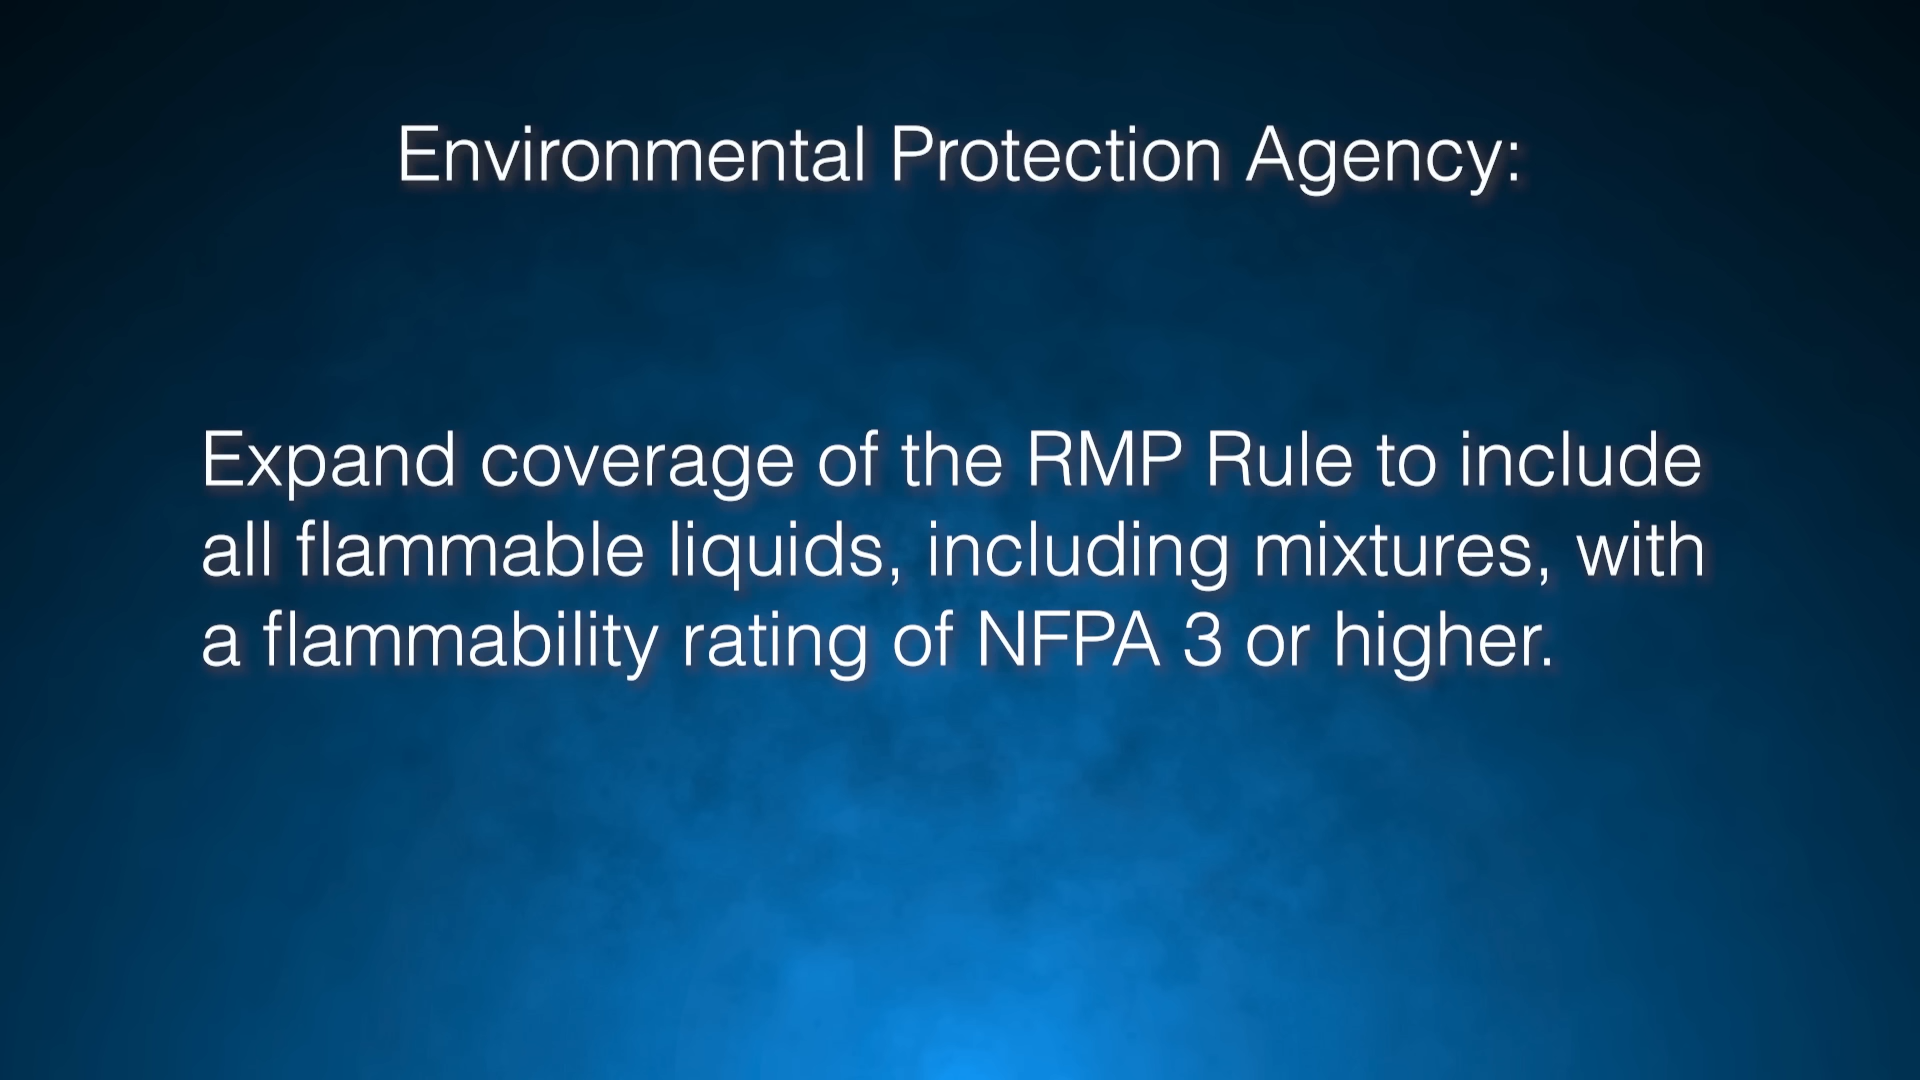 Environmental Protection Agency:
Expand coverage of the RMP Rule to include
all flammable liquids, including mixtures, with
a flammability rating of NFPA 3 or higher.